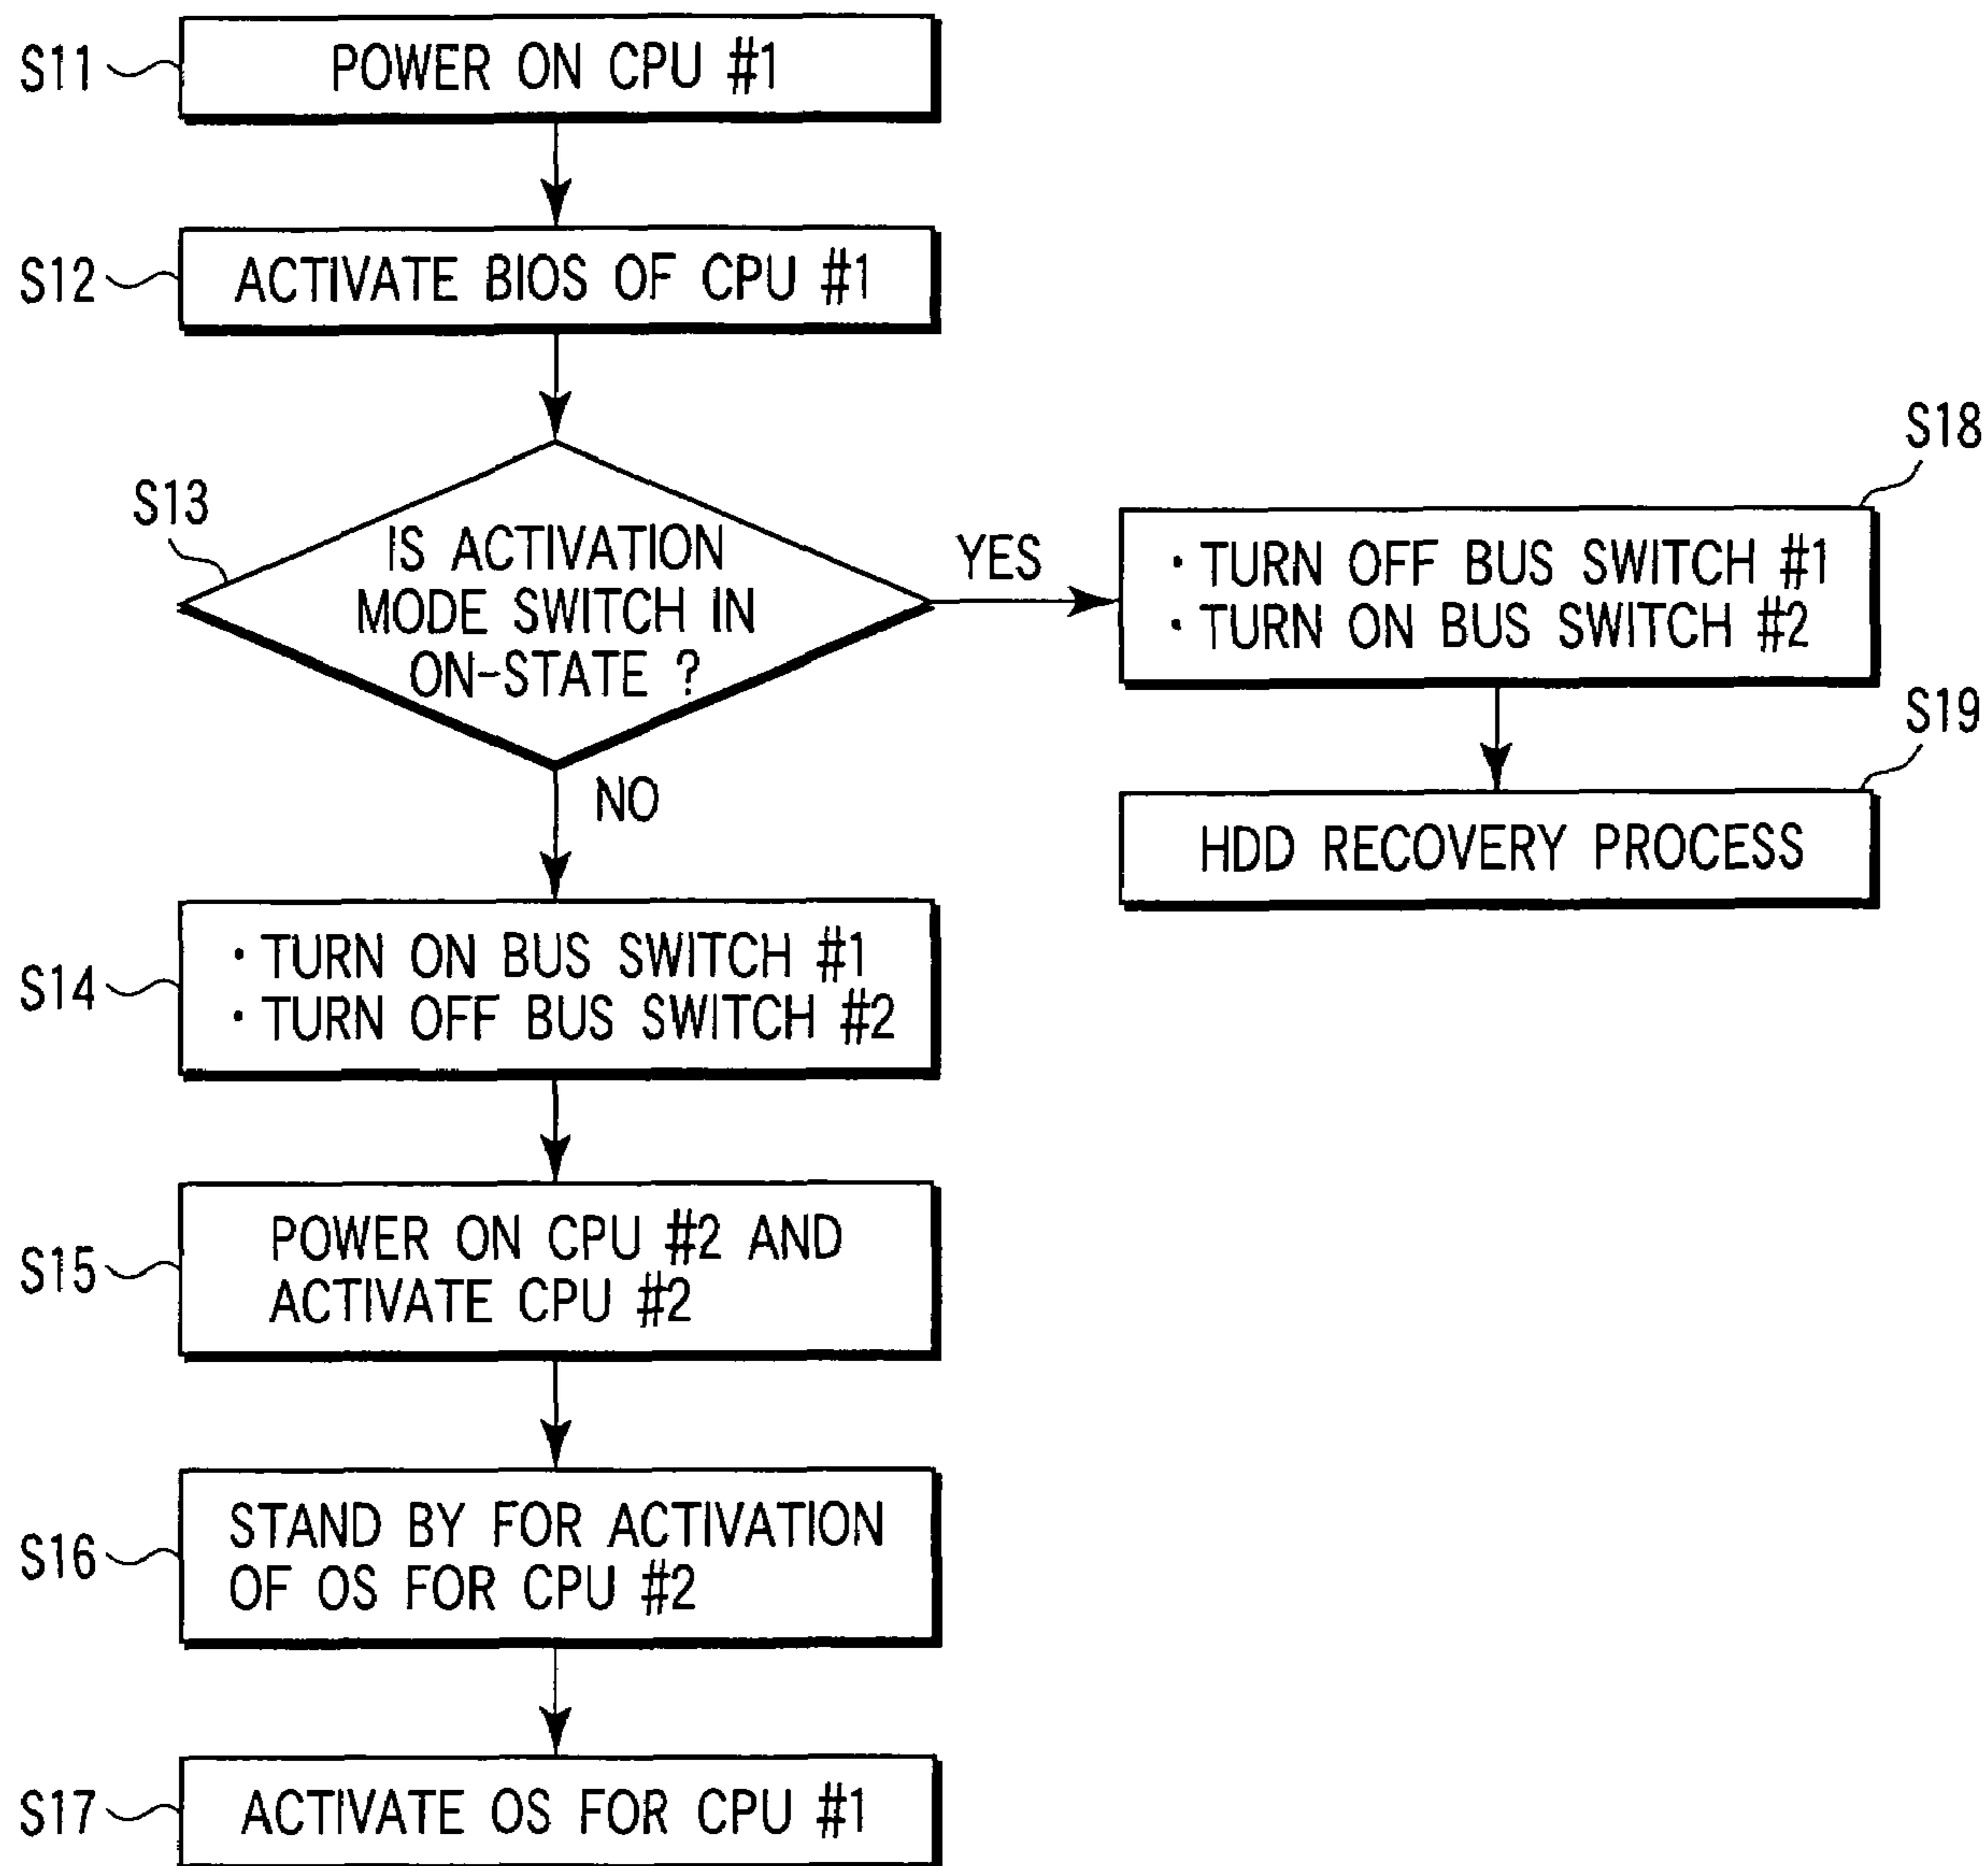 S11
POWER ON CPU #1
S12
ACTIVATE BIOS OF CPU #1
S13
IS ACTIVATION
MODE SWITCH IN
ON-STATE ?
YES
NO
S18
· TURN OFF BUS SWITCH #1
· TURN ON BUS SWITCH #2
S19
HDD RECOVERY PROCESS
S14
· TURN ON BUS SWITCH #1
· TURN OFF BUS SWITCH #2
S15
POWER ON CPU #2 AND
ACTIVATE CPU #2
S16
STAND BY FOR ACTIVATION
OF OS FOR CPU #2
S17
ACTIVATE OS FOR CPU #1